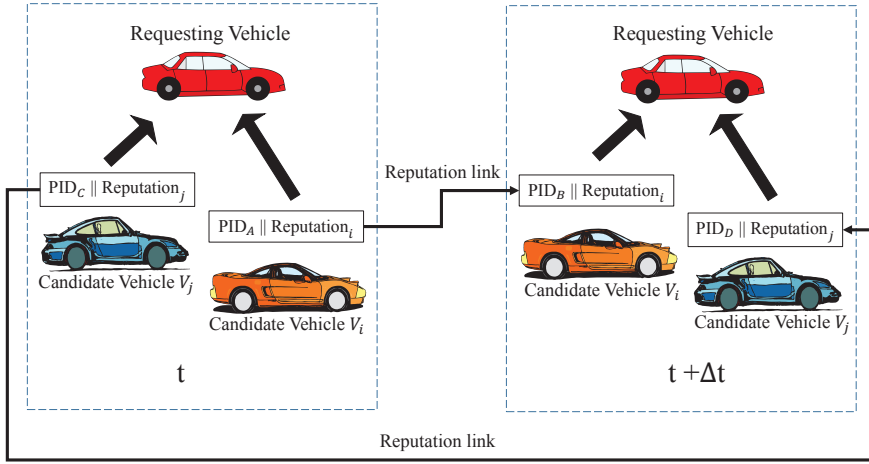 Requesting Vehicle
PID_C || Reputation_j
PID_A || Reputation_i
Candidate Vehicle V_j
Candidate Vehicle V_i
t
Reputation link
Requesting Vehicle
PID_B || Reputation_i
PID_D || Reputation_j
Candidate Vehicle V_i
Candidate Vehicle V_j
t +Δt
Reputation link